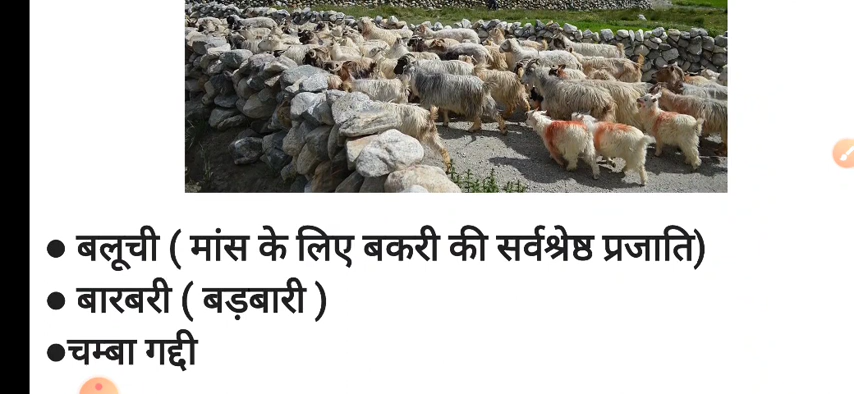 ● बलूची ( मांस के लिए बकरी की सर्वश्रेष्ठ प्रजाति)
● बारबरी ( बड़बारी )
●चम्बा गद्दी